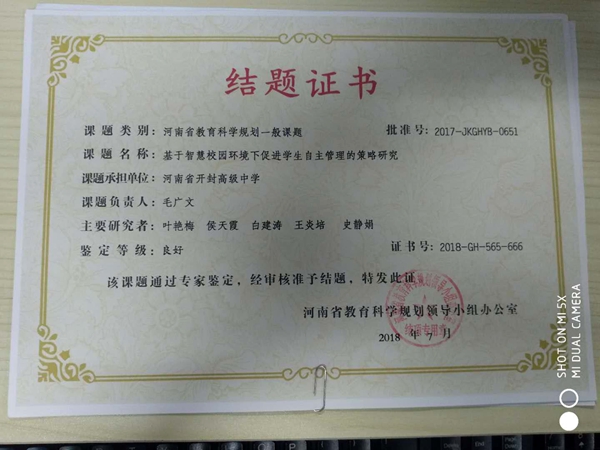 结题证书
课题类别：河南省教育科学规划一般课题 批准号：2017-JKGHYB-0651
课题名称：基于智慧校园环境下促进学生自主管理的策略研究
课题承担单位：河南省开封高级中学
课题负责人：毛广文
主要研究者：叶艳梅 侯天霞 白建涛 王炎培 史静娟
鉴定等级：良好 证书号：2018-GH-565-666
该课题通过专家鉴定，经审核准予结题，特发此证。
河南省教育科学规划领导小组办公室
2018 年 7 月
结项专用章
SHOT ON MI 5X
MI DUAL CAMERA